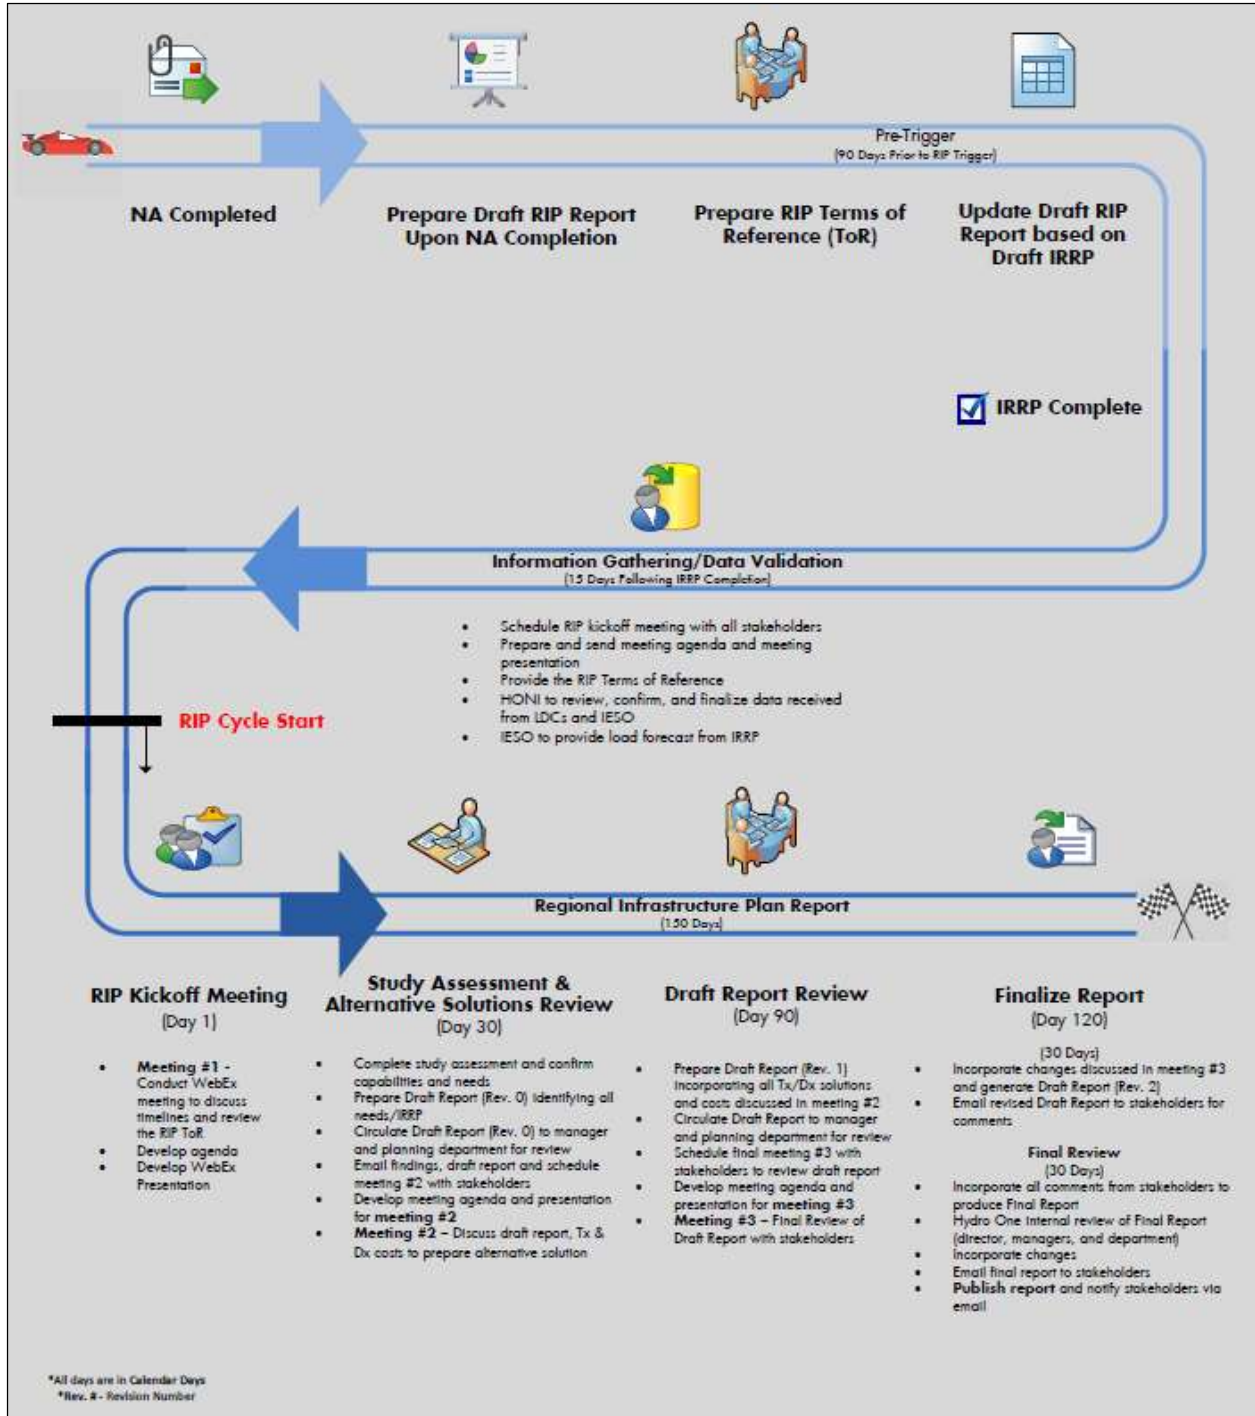 Pre-Trigger
(90 Days Prior to RIP Trigger)
NA Completed
Prepare Draft RIP Report
Upon NA Completion
Prepare RIP Terms of
Reference (ToR)
Update Draft RIP
Report based on
Draft IRRP
IRRP Complete
Information Gathering/Data Validation
(15 Days Following IRRP Completion)
• Schedule RIP kickoff meeting with all stakeholders
• Prepare and send meeting agenda and meeting
presentation
• Provide the RIP Terms of Reference
• HONI to review, confirm, and finalize data received
from LDCs and IESO
• IESO to provide load forecast from IRRP
RIP Cycle Start
Regional Infrastructure Plan Report
(150 Days)
RIP Kickoff Meeting
(Day 1)
• Meeting #1 -
Conduct WebEx
meeting to discuss
timelines and review
the RIP ToR
• Develop agenda
• Develop WebEx
Presentation
Study Assessment &
Alternative Solutions Review
(Day 30)
• Complete study assessment and confirm
capabilities and needs
• Prepare Draft Report (Rev. 0) identifying all
needs/IRRP
• Circulate Draft Report (Rev. 0) to manager
and planning department for review
• Email findings, draft report and schedule
meeting #2 with stakeholders
• Develop meeting agenda and presentation
for meeting #2
• Meeting #2 – Discuss draft report, Tx &
Dx costs to prepare alternative solution
Draft Report Review
(Day 90)
• Prepare Draft Report (Rev. 1)
incorporating all Tx/Dx solutions
and costs discussed in meeting #2
• Circulate Draft Report to manager
and planning department for review
• Schedule final meeting #3 with
stakeholders to review draft report
• Develop meeting agenda and
presentation for meeting #3
• Meeting #3 – Final Review of
Draft Report with stakeholders
Finalize Report
(Day 120)
(30 Days)
• Incorporate changes discussed in meeting #3
and generate Draft Report (Rev. 2)
• Email revised Draft Report to stakeholders for
comments
Final Review
(30 Days)
• Incorporate all comments from stakeholders to
produce Final Report
• Hydro One internal review of Final Report
(director, managers, and department)
• Incorporate changes
• Email final report to stakeholders
• Publish report and notify stakeholders via
email
*All days are in Calendar Days
*Rev. # - Revision Number